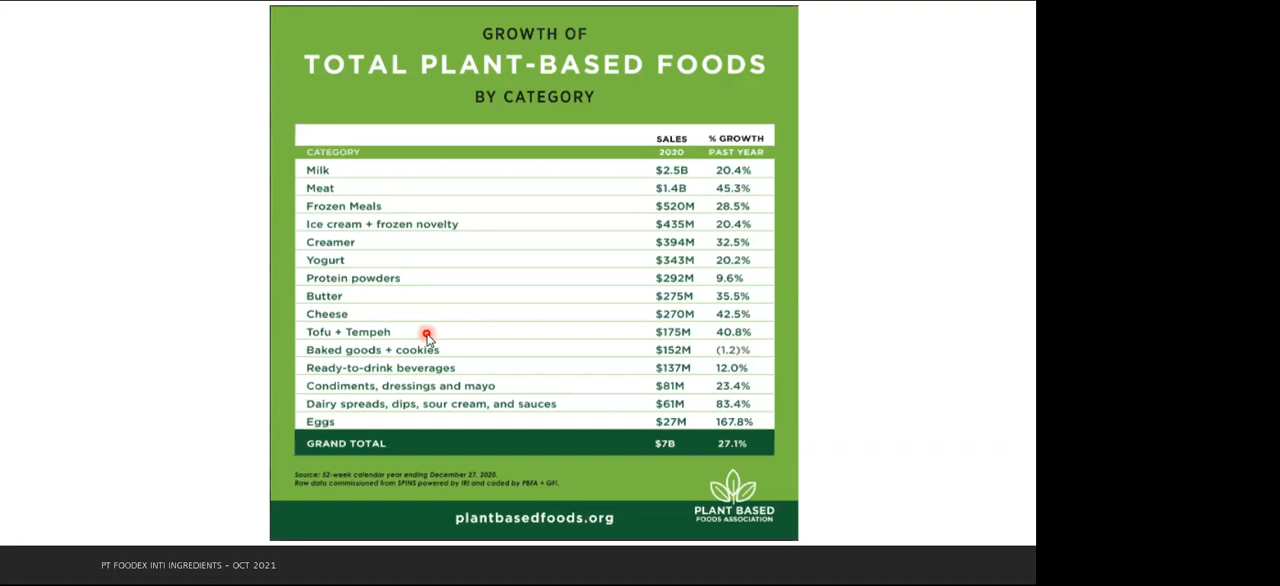 GROWTH OF
TOTAL PLANT-BASED FOODS
BY CATEGORY
SALES % GROWTH
CATEGORY 2020 PAST YEAR
Milk $2.5B 20.4%
Meat $1.4B 45.3%
Frozen Meals $520M 28.5%
Ice cream + frozen novelty $435M 20.4%
Creamer $394M 32.5%
Yogurt $343M 20.2%
Protein powders $292M 9.6%
Butter $275M 35.5%
Cheese $270M 42.5%
Tofu + Tempeh $175M 40.8%
Baked goods + cookies $152M (1.2)%
Ready-to-drink beverages $137M 12.0%
Condiments, dressings and mayo $81M 23.4%
Dairy spreads, dips, sour cream, and sauces $61M 83.4%
Eggs $27M 167.8%
GRAND TOTAL $7B 27.1%
Source: 52-week calendar year ending December 27, 2020.
Raw data commissioned from SPINS powered by IRI and coded by PBFA + GFI.
plantbasedfoods.org
PLANT BASED
FOODS ASSOCIATION
PT FOODEX INTI INGREDIENTS – OCT 2021